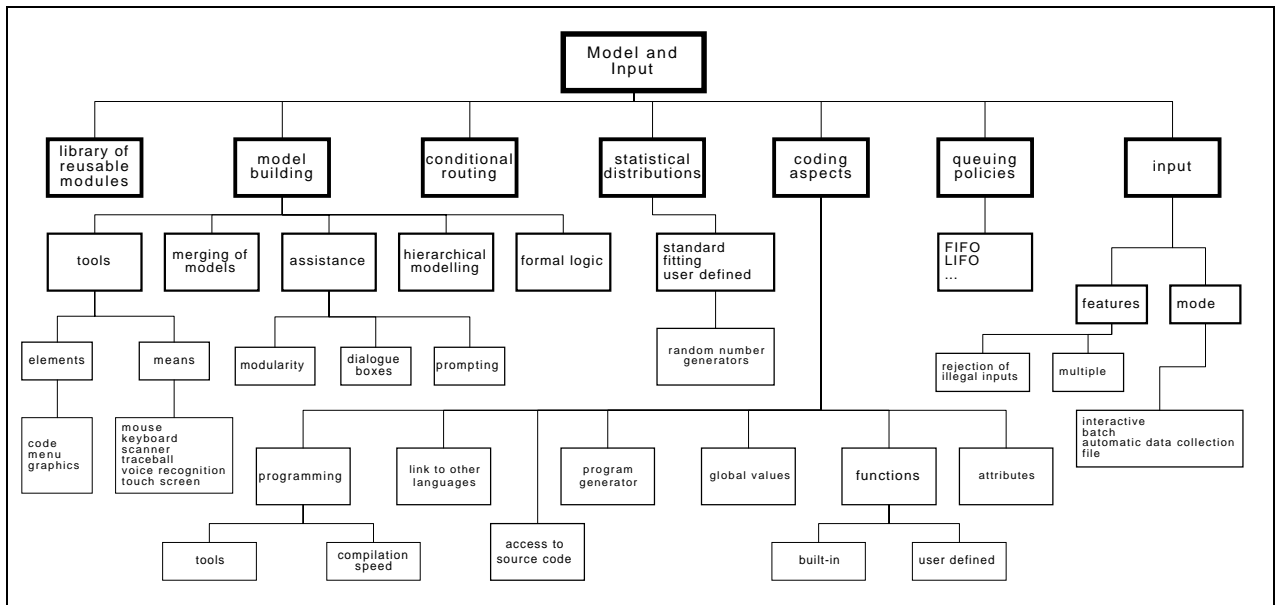 Model and
Input
library of
reusable
modules
model
building
conditional
routing
statistical
distributions
coding
aspects
queuing
policies
input
tools
merging of
models
assistance
hierarchical
modelling
formal logic
standard
fitting
user defined
FIFO
LIFO
...
features
mode
elements
means
modularity
dialogue
boxes
prompting
random number
generators
rejection of
illegal inputs
multiple
code
menu
graphics
mouse
keyboard
scanner
traceball
voice recognition
touch screen
interactive
batch
automatic data collection
file
programming
link to other
languages
program
generator
global values
functions
attributes
tools
compilation
speed
access to
source code
built-in
user defined